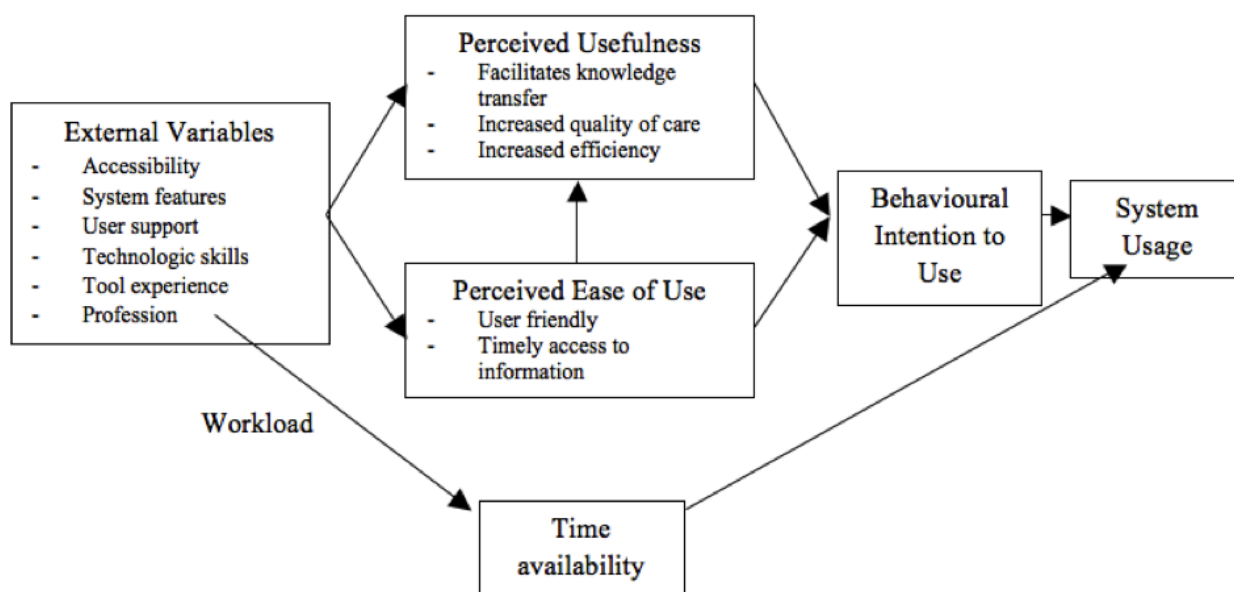 External Variables
- Accessibility
- System features
- User support
- Technologic skills
- Tool experience
- Profession
Perceived Usefulness
- Facilitates knowledge
transfer
- Increased quality of care
- Increased efficiency
Perceived Ease of Use
- User friendly
- Timely access to
information
Behavioural
Intention to
Use
System
Usage
Workload
Time
availability